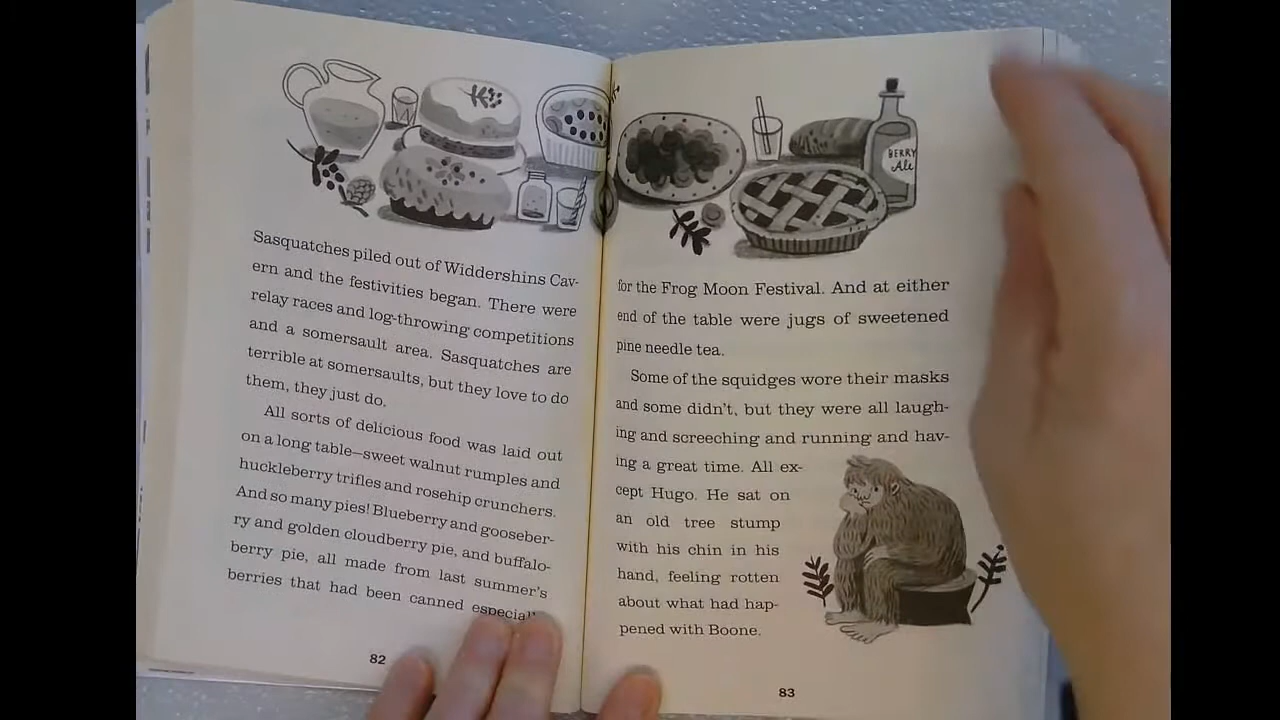 BERRY
Ale
Sasquatches piled out of Widdershins Cav-
ern and the festivities began. There were
relay races and log-throwing competitions
and a somersault area. Sasquatches are
terrible at somersaults, but they love to do
them, they just do.
All sorts of delicious food was laid out
on a long table—sweet walnut rumples and
huckleberry trifles and rosehip crunchers.
And so many pies! Blueberry and gooseber-
ry and golden cloudberry pie, and buffalo-
berry pie, all made from last summer's
berries that had been canned especially
82
for the Frog Moon Festival. And at either
end of the table were jugs of sweetened
pine needle tea.
Some of the squidges wore their masks
and some didn't, but they were all laugh-
ing and screeching and running and hav-
ing a great time. All ex-
cept Hugo. He sat on
an old tree stump
with his chin in his
hand, feeling rotten
about what had hap-
pened with Boone.
83